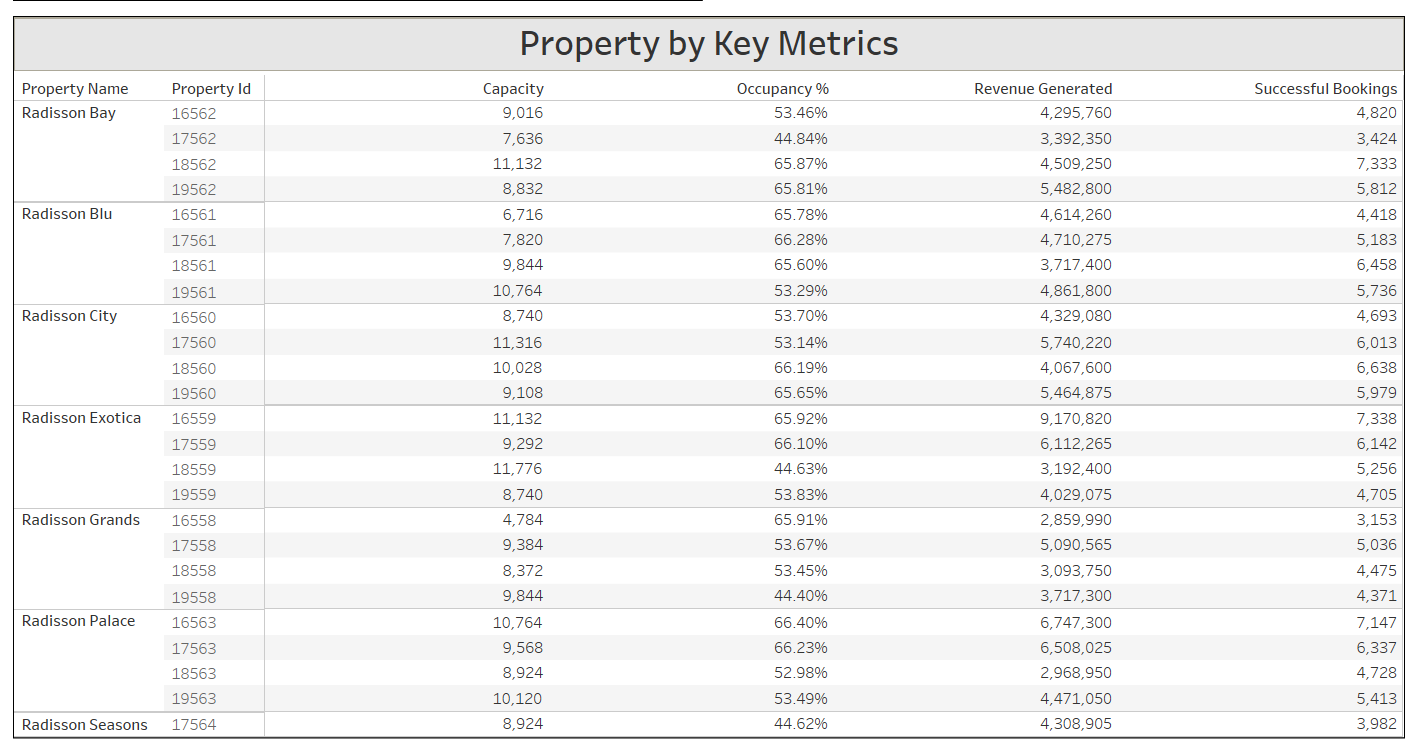 Property by Key Metrics
Property Name Property Id Capacity Occupancy % Revenue Generated Successful Bookings
Radisson Bay 16562 9,016 53.46% 4,295,760 4,820
17562 7,636 44.84% 3,392,350 3,424
18562 11,132 65.87% 4,509,250 7,333
19562 8,832 65.81% 5,482,800 5,812
Radisson Blu 16561 6,716 65.78% 4,614,260 4,418
17561 7,820 66.28% 4,710,275 5,183
18561 9,844 65.60% 3,717,400 6,458
19561 10,764 53.29% 4,861,800 5,736
Radisson City 16560 8,740 53.70% 4,329,080 4,693
17560 11,316 53.14% 5,740,220 6,013
18560 10,028 66.19% 4,067,600 6,638
19560 9,108 65.65% 5,464,875 5,979
Radisson Exotica 16559 11,132 65.92% 9,170,820 7,338
17559 9,292 66.10% 6,112,265 6,142
18559 11,776 44.63% 3,192,400 5,256
19559 8,740 53.83% 4,029,075 4,705
Radisson Grands 16558 4,784 65.91% 2,859,990 3,153
17558 9,384 53.67% 5,090,565 5,036
18558 8,372 53.45% 3,093,750 4,475
19558 9,844 44.40% 3,717,300 4,371
Radisson Palace 16563 10,764 66.40% 6,747,300 7,147
17563 9,568 66.23% 6,508,025 6,337
18563 8,924 52.98% 2,968,950 4,728
19563 10,120 53.49% 4,471,050 5,413
Radisson Seasons 17564 8,924 44.62% 4,308,905 3,982